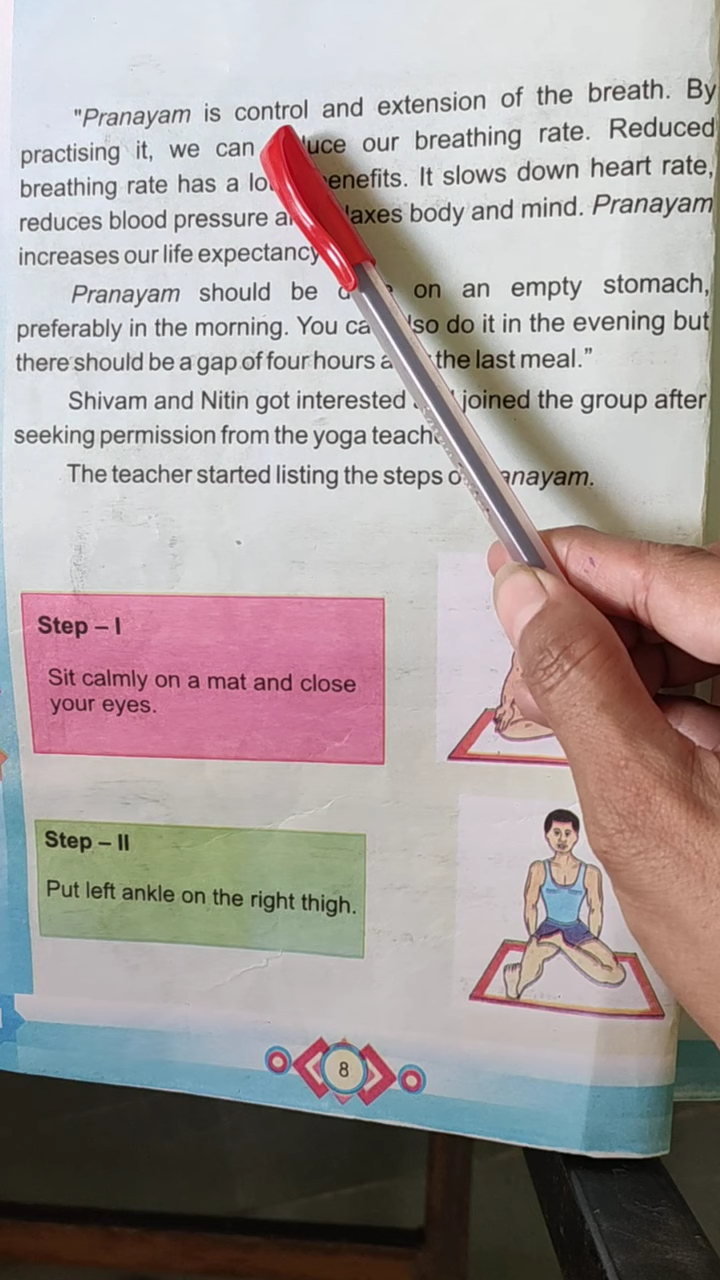 "Pranayam is control and extension of the breath. By
practising it, we can uce our breathing rate. Reduced
breathing rate has a lo enefits. It slows down heart rate,
reduces blood pressure a laxes body and mind. Pranayam
increases our life expectancy
Pranayam should be on an empty stomach,
preferably in the morning. You ca lso do it in the evening but
there should be a gap of four hours a the last meal."
Shivam and Nitin got interested joined the group after
seeking permission from the yoga teach
The teacher started listing the steps o anayam.
Step – I
Sit calmly on a mat and close
your eyes.
Step – II
Put left ankle on the right thigh.
8